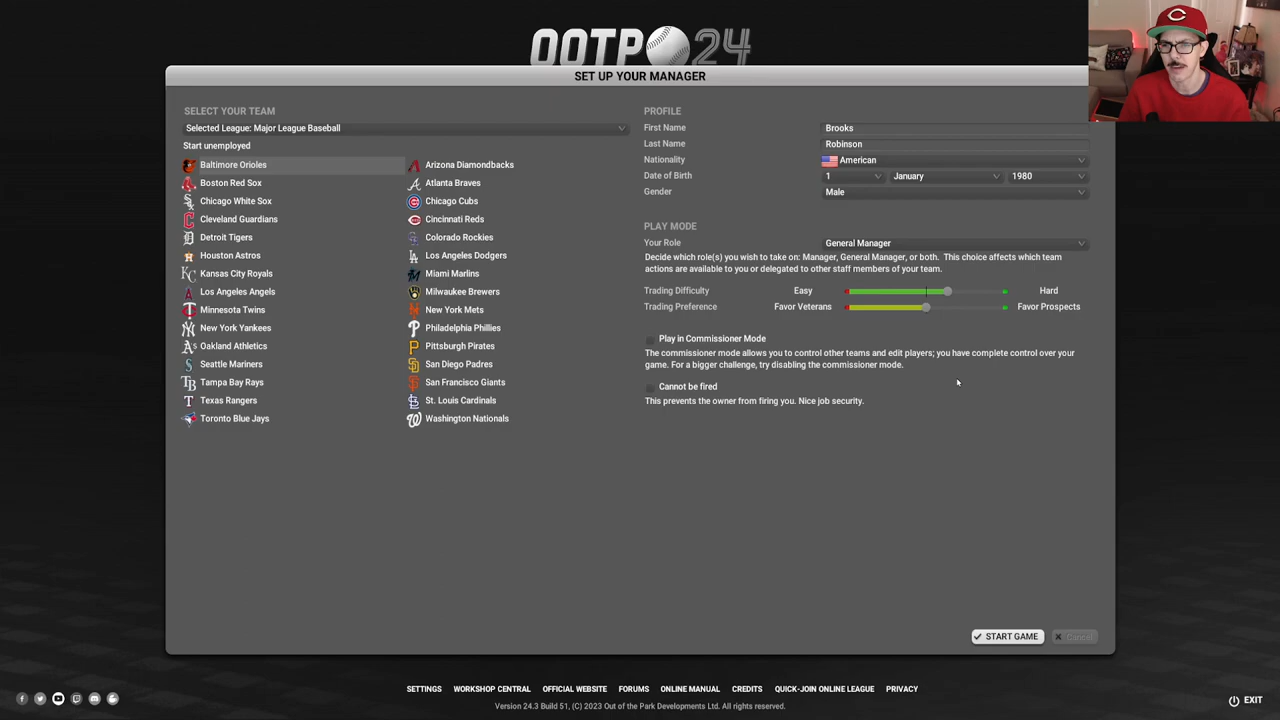 OOTP 24
SET UP YOUR MANAGER
SELECT YOUR TEAM
Selected League: Major League Baseball
Start unemployed
Baltimore Orioles
Boston Red Sox
Chicago White Sox
Cleveland Guardians
Detroit Tigers
Houston Astros
Kansas City Royals
Los Angeles Angels
Minnesota Twins
New York Yankees
Oakland Athletics
Seattle Mariners
Tampa Bay Rays
Texas Rangers
Toronto Blue Jays
Arizona Diamondbacks
Atlanta Braves
Chicago Cubs
Cincinnati Reds
Colorado Rockies
Los Angeles Dodgers
Miami Marlins
Milwaukee Brewers
New York Mets
Philadelphia Phillies
Pittsburgh Pirates
San Diego Padres
San Francisco Giants
St. Louis Cardinals
Washington Nationals
PROFILE
First Name Brooks
Last Name Robinson
Nationality American
Date of Birth 1 January 1980
Gender Male
PLAY MODE
Your Role General Manager
Decide which role(s) you wish to take on: Manager, General Manager, or both. This choice affects which team
actions are available to you or delegated to other staff members of your team.
Trading Difficulty Easy Hard
Trading Preference Favor Veterans Favor Prospects
Play in Commissioner Mode
The commissioner mode allows you to control other teams and edit players; you have complete control over your
game. For a bigger challenge, try disabling the commissioner mode.
Cannot be fired
This prevents the owner from firing you. Nice job security.
START GAME Cancel
SETTINGS WORKSHOP CENTRAL OFFICIAL WEBSITE FORUMS ONLINE MANUAL CREDITS QUICK-JOIN ONLINE LEAGUE PRIVACY
Version 24.3 Build 51, (C) 2023 Out of the Park Developments Ltd. All rights reserved.
EXIT